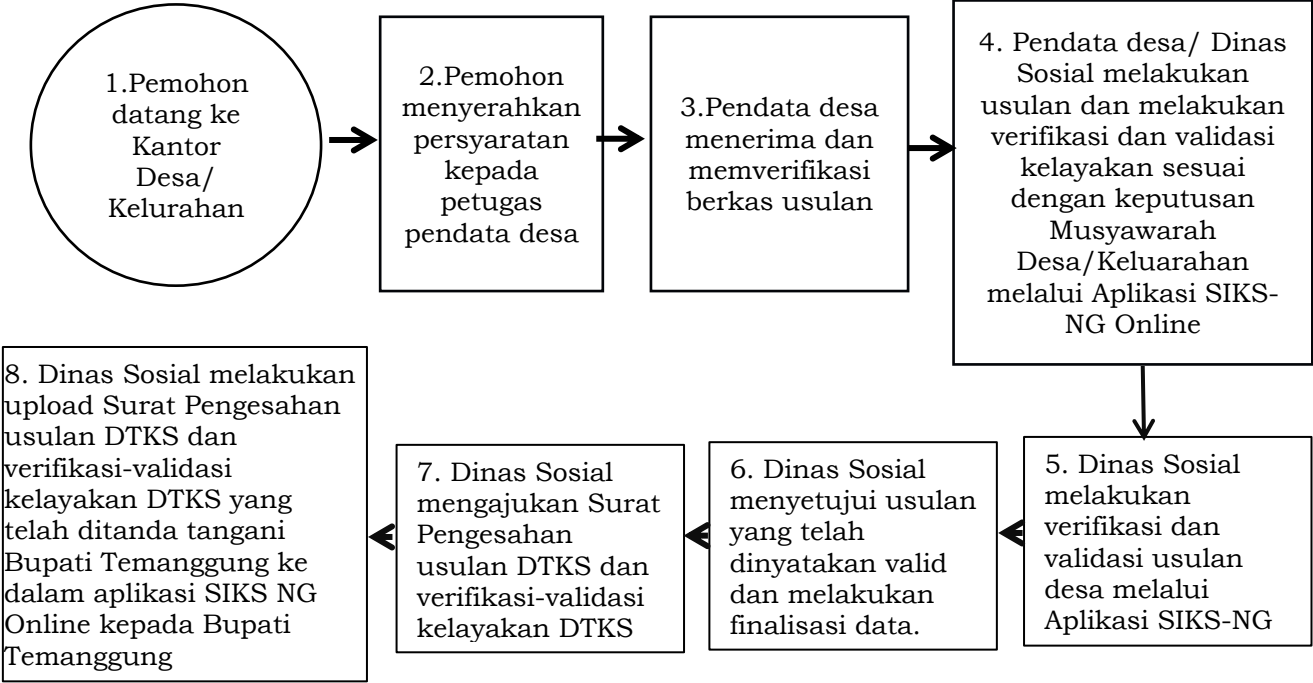 1.Pemohon
datang ke
Kantor
Desa/
Kelurahan
2.Pemohon
menyerahkan
persyaratan
kepada
petugas
pendata desa
3.Pendata desa
menerima dan
memverifikasi
berkas usulan
4. Pendata desa/ Dinas
Sosial melakukan
usulan dan melakukan
verifikasi dan validasi
kelayakan sesuai
dengan keputusan
Musyawarah
Desa/Keluarahan
melalui Aplikasi SIKS-
NG Online
5. Dinas Sosial
melakukan
verifikasi dan
validasi usulan
desa melalui
Aplikasi SIKS-NG
6. Dinas Sosial
menyetujui usulan
yang telah
dinyatakan valid
dan melakukan
finalisasi data.
7. Dinas Sosial
mengajukan Surat
Pengesahan
usulan DTKS dan
verifikasi-validasi
kelayakan DTKS
8. Dinas Sosial melakukan
upload Surat Pengesahan
usulan DTKS dan
verifikasi-validasi
kelayakan DTKS yang
telah ditanda tangani
Bupati Temanggung ke
dalam aplikasi SIKS NG
Online kepada Bupati
Temanggung